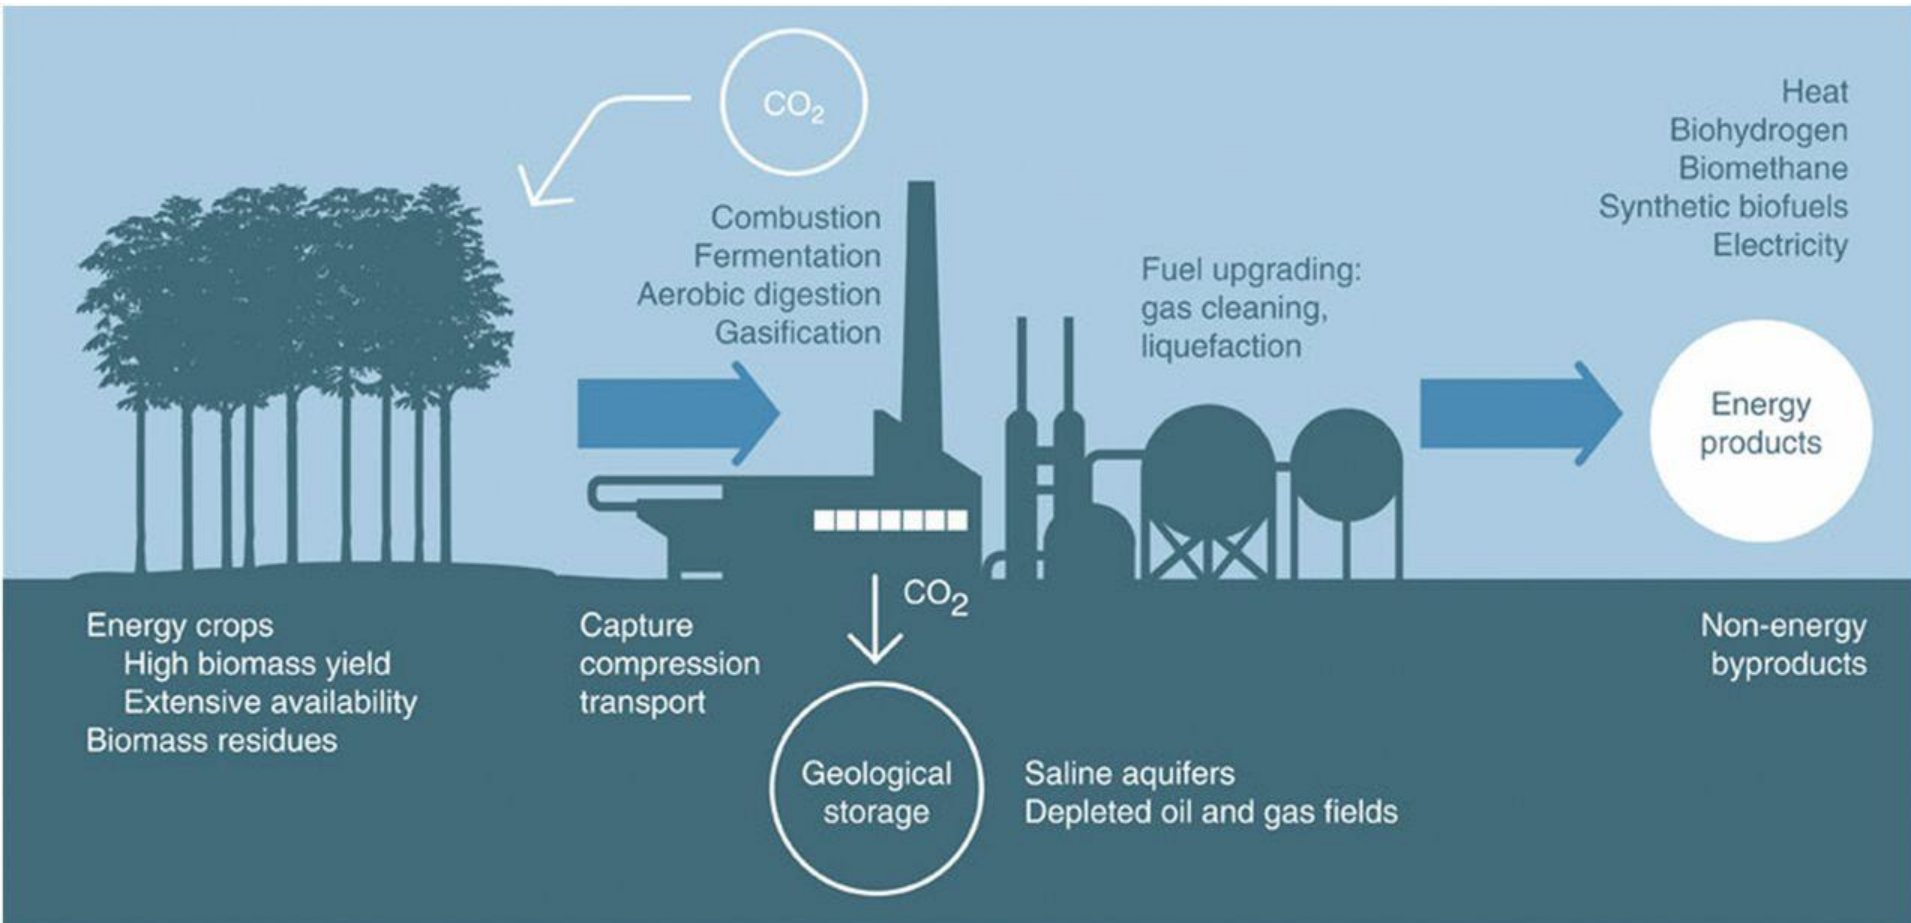 CO₂
Combustion
Fermentation
Aerobic digestion
Gasification
Fuel upgrading:
gas cleaning,
liquefaction
Heat
Biohydrogen
Biomethane
Synthetic biofuels
Electricity
Energy
products
Energy crops
High biomass yield
Extensive availability
Biomass residues
Capture
compression
transport
CO₂
Geological
storage
Saline aquifers
Depleted oil and gas fields
Non-energy
byproducts